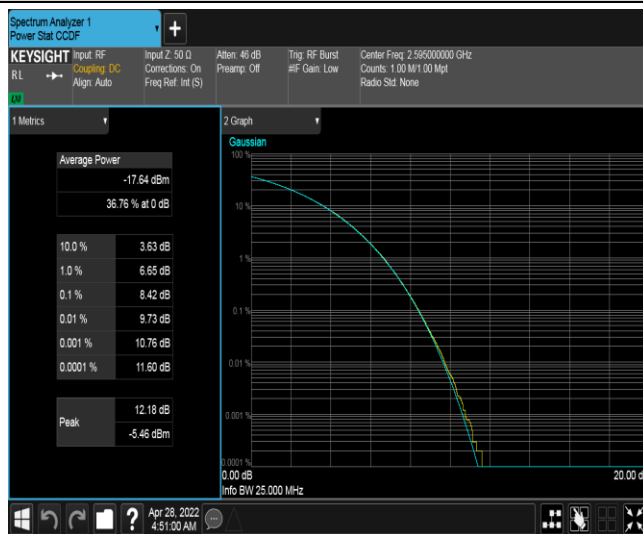 Spectrum Analyzer 1
Power Stat CCDF
+
KEYSIGHT
RL
Input: RF
Coupling: DC
Align: Auto
Input Z: 50 Ω
Corrections: On
Freq Ref: Int (S)
Atten: 46 dB
Preamp: Off
Trig: RF Burst
#IF Gain: Low
Center Freq: 2.595000000 GHz
Counts: 1.00 M/1.00 Mpt
Radio Std: None
1 Metrics
Average Power
-17.64 dBm
36.76 % at 0 dB
10.0 % 3.63 dB
1.0 % 6.65 dB
0.1 % 8.42 dB
0.01 % 9.73 dB
0.001 % 10.76 dB
0.0001 % 11.60 dB
Peak
12.18 dB
-5.46 dBm
2 Graph
Gaussian
100 %
10 %
1 %
0.1 %
0.01 %
0.001 %
0.0001 %
0.00 dB
20.00 d
Info BW 25.000 MHz
?
Apr 28, 2022
4:51:00 AM